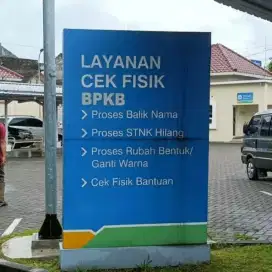 LAYANAN
CEK FISIK
BPKB
Proses Balik Nama
Proses STNK Hilang
Proses Rubah Bentuk/
Ganti Warna
Cek Fisik Bantuan